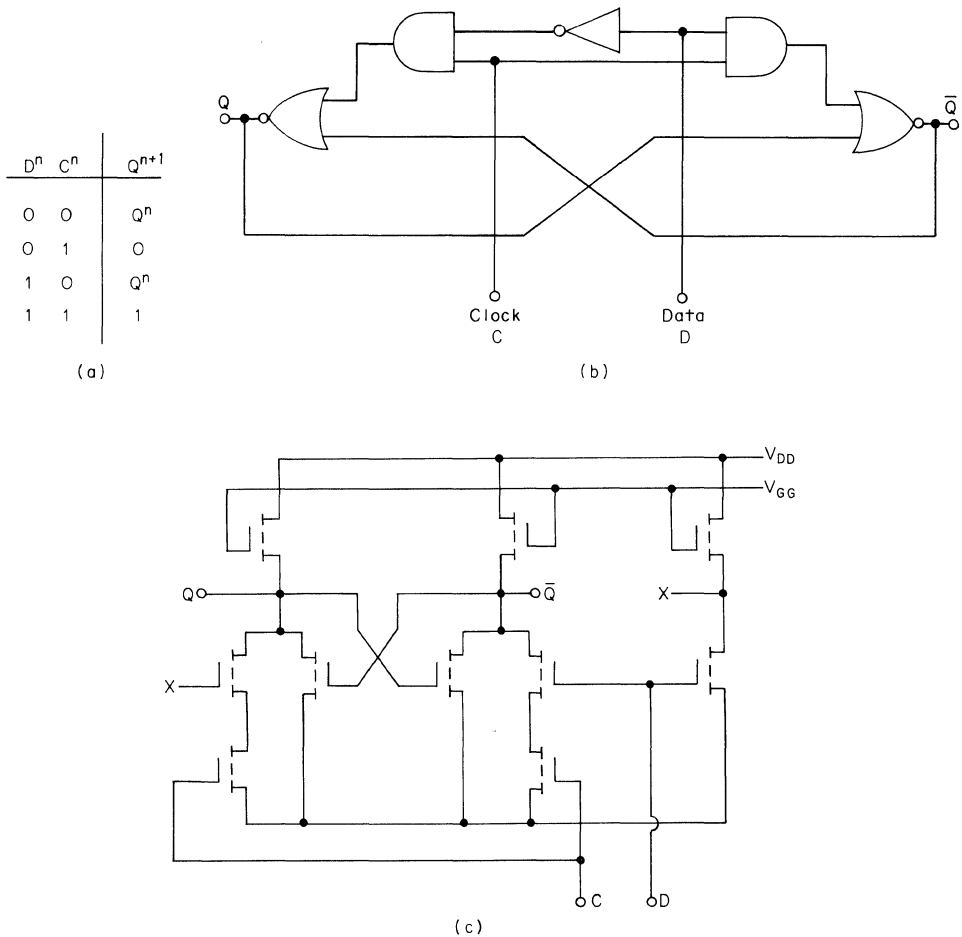 Dⁿ Cⁿ Qⁿ⁺¹
0 0 Qⁿ
0 1 0
1 0 Qⁿ
1 1 1
(a)
Q
Q̄
Clock
C
Data
D
(b)
V_DD
V_GG
Q
Q̄
X
X
C
D
(c)